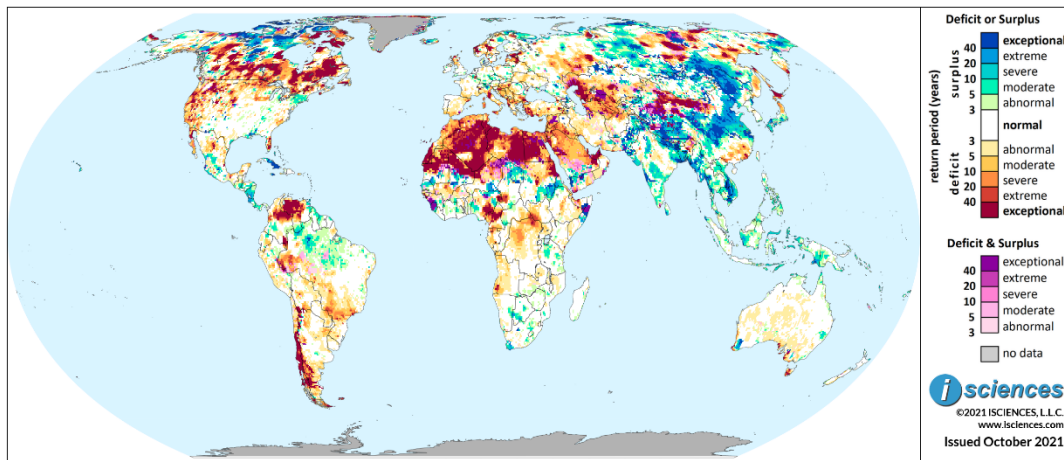 Deficit or Surplus
return period (years)
surplus
40 exceptional
20 extreme
10 severe
5 moderate
3 abnormal
normal
deficit
3 abnormal
5 moderate
10 severe
20 extreme
40 exceptional
Deficit & Surplus
exceptional
40
extreme
20
severe
10
moderate
5
abnormal
3
no data
i sciences
©2021 ISCIENCES, L.L.C.
www.isciences.com
Issued October 2021